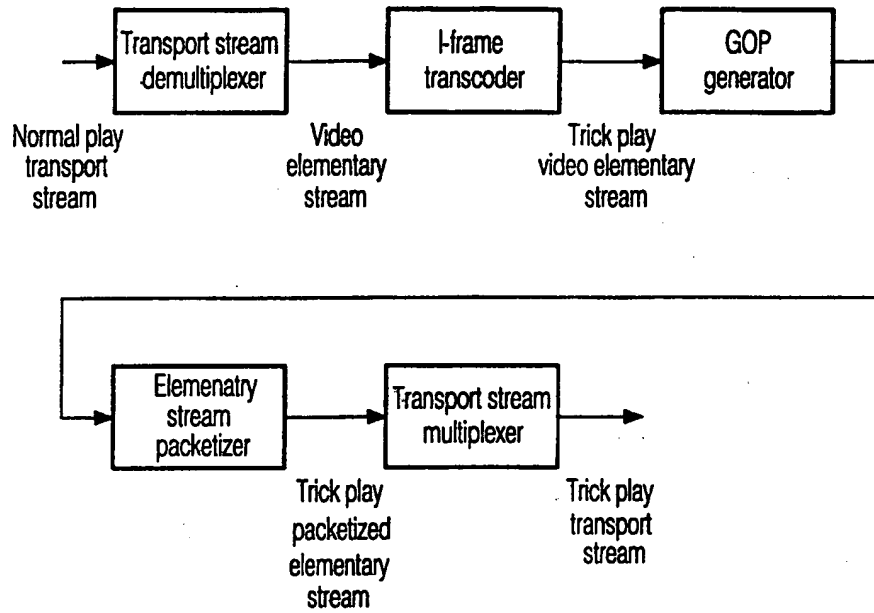 Transport stream
demultiplexer
I-frame
transcoder
GOP
generator
Normal play
transport
stream
Video
elementary
stream
Trick play
video elementary
stream
Elemenatry
stream
packetizer
Transport stream
multiplexer
Trick play
packetized
elementary
stream
Trick play
transport
stream